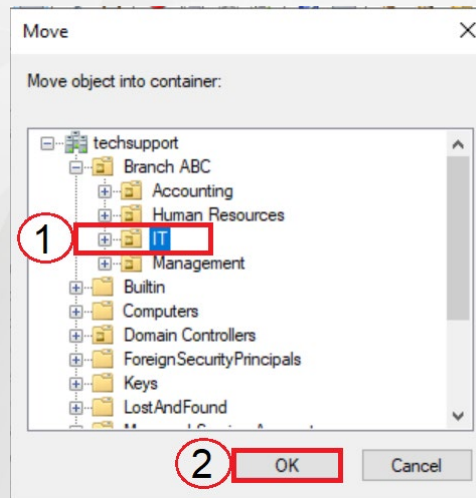 Move
Move object into container:
techsupport
Branch ABC
Accounting
Human Resources
1
IT
Management
Builtin
Computers
Domain Controllers
ForeignSecurityPrincipals
Keys
LostAndFound
2
OK
Cancel